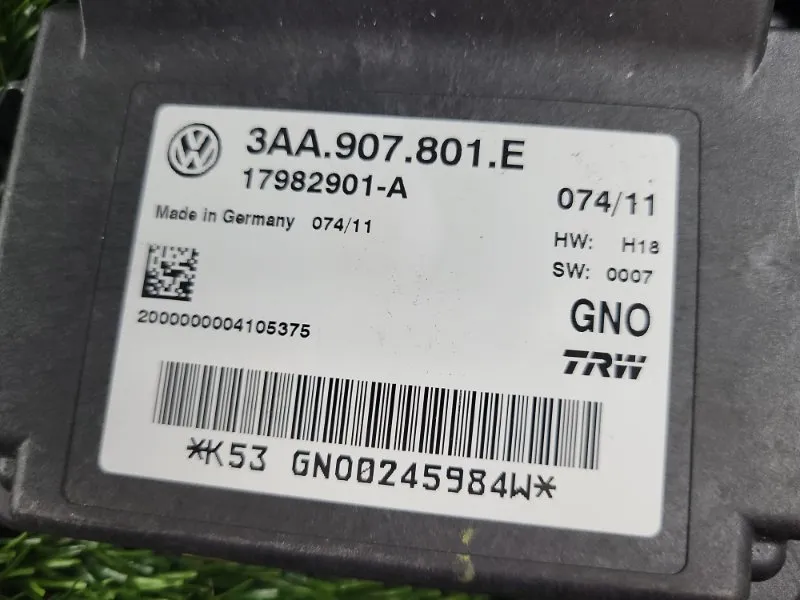 3AA.907.801.E
17982901-A
074/11
Made in Germany 074/11
HW: H18
SW: 0007
GNO
2000000004105375
TRW
*K53 GNO0245984W*